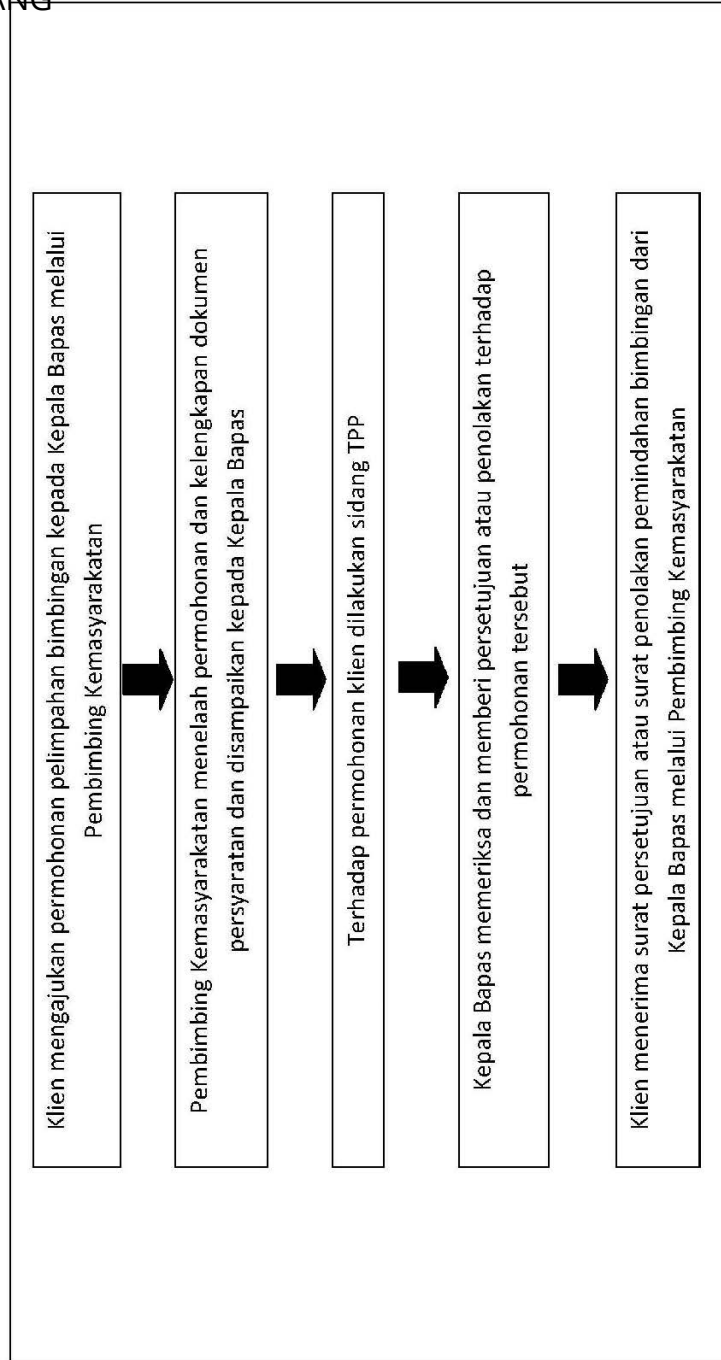 ANG
Klien mengajukan permohonan pelimpahan bimbingan kepada Kepala Bapas melalui
Pembimbing Kemasyarakatan
Pembimbing Kemasyarakatan menelaah permohonan dan kelengkapan dokumen
persyaratan dan disampaikan kepada Kepala Bapas
Terhadap permohonan klien dilakukan sidang TPP
Kepala Bapas memeriksa dan memberi persetujuan atau penolakan terhadap
permohonan tersebut
Klien menerima surat persetujuan atau surat penolakan pemindahan bimbingan dari
Kepala Bapas melalui Pembimbing Kemasyarakatan